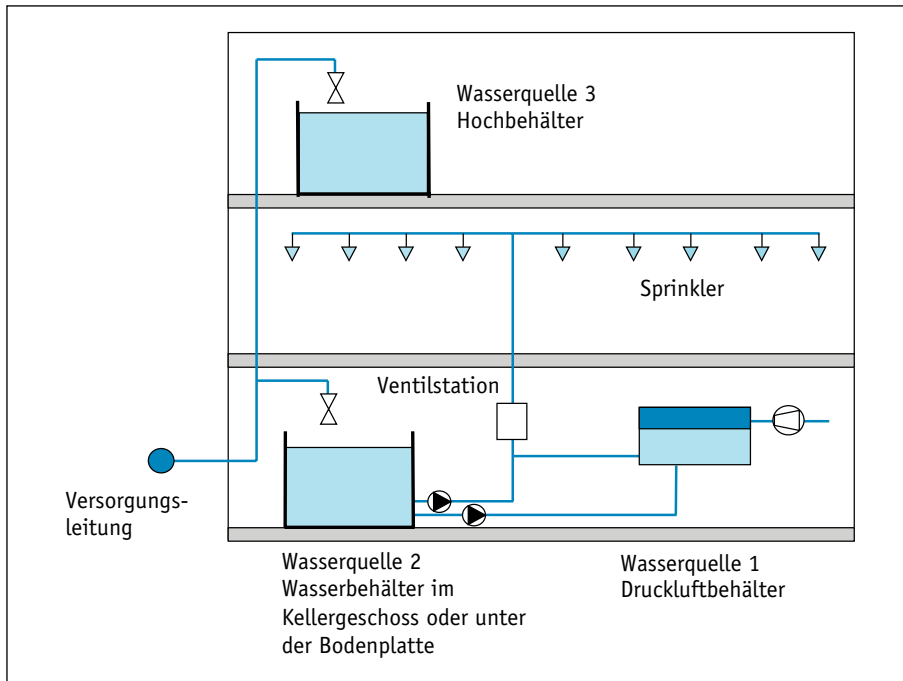 Wasserquelle 3
Hochbehälter
Sprinkler
Ventilstation
Versorgungs-
leitung
Wasserquelle 2
Wasserbehälter im
Kellergeschoss oder unter
der Bodenplatte
Wasserquelle 1
Druckluftbehälter